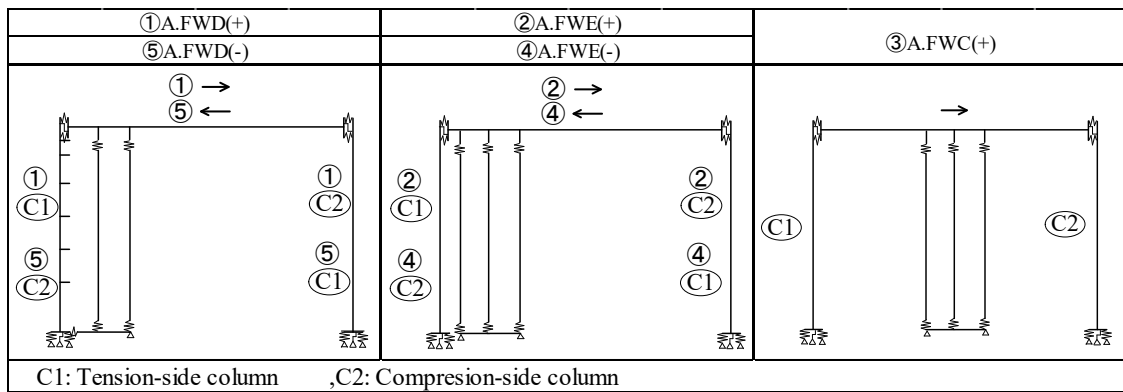 ①A.FWD(+)
⑤A.FWD(-)
②A.FWE(+)
④A.FWE(-)
③A.FWC(+)
①
⑤
①
C1
⑤
C2
①
C2
⑤
C1
②
④
②
C1
④
C2
②
C2
④
C1
C1
C2
C1: Tension-side column ,C2: Compresion-side column